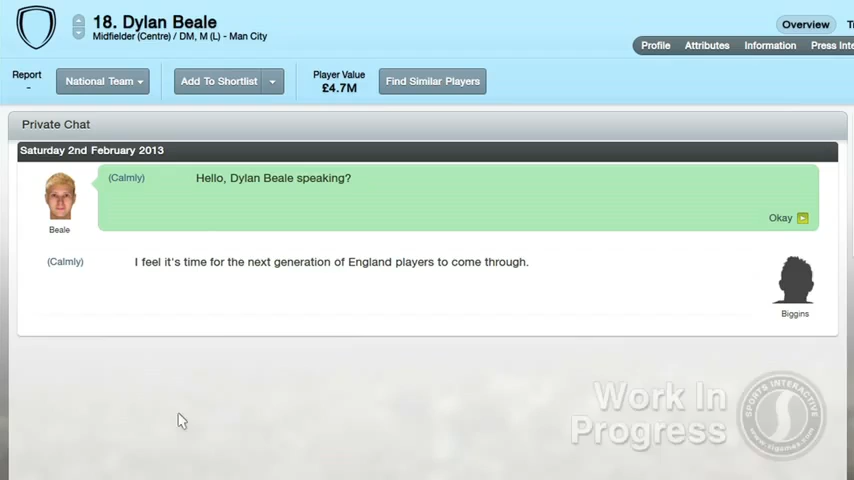 18. Dylan Beale
Midfielder (Centre) / DM, M (L) - Man City
Overview
Profile Attributes Information Press Inte
Report
-
National Team
Add To Shortlist
Player Value
£4.7M
Find Similar Players
Private Chat
Saturday 2nd February 2013
(Calmly) Hello, Dylan Beale speaking?
Okay
Beale
(Calmly) I feel it's time for the next generation of England players to come through.
Biggins
Work In
Progress
SPORTS INTERACTIVE
www.sigames.com